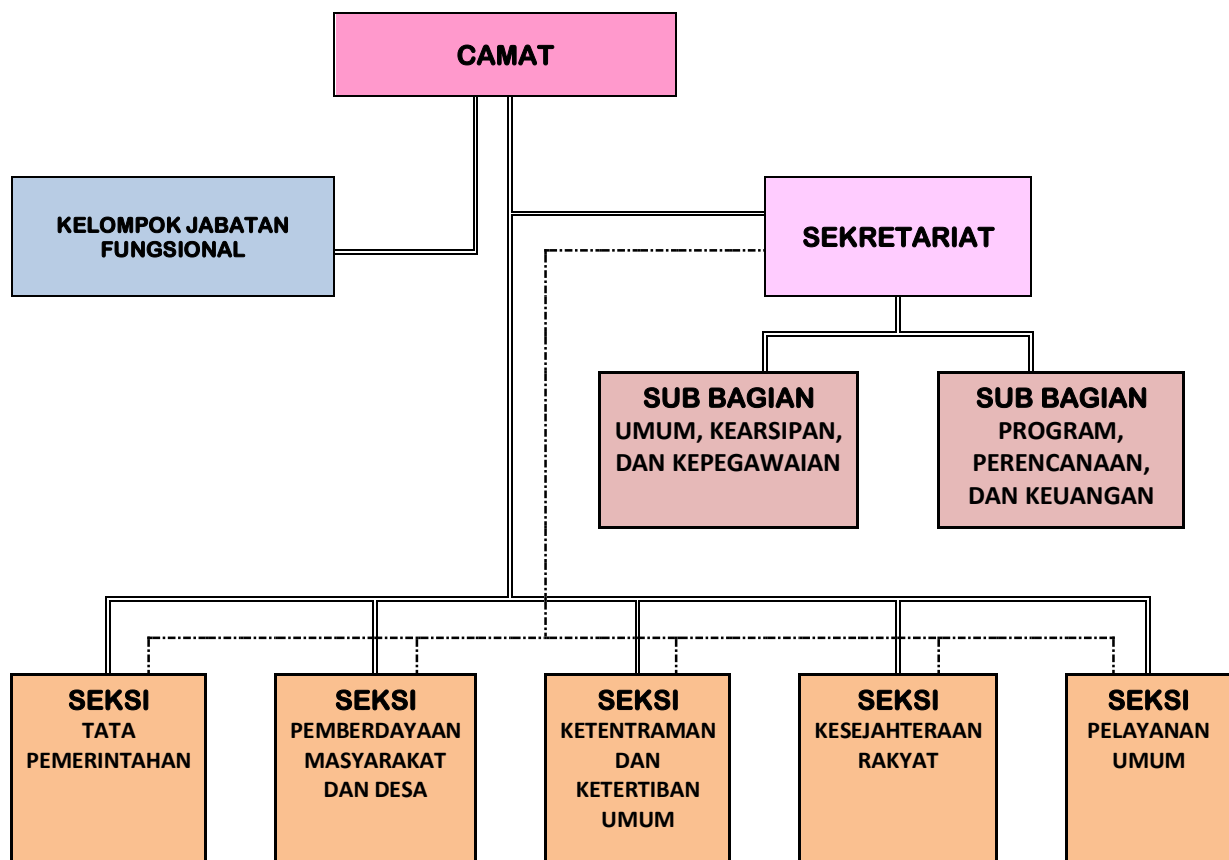 CAMAT
KELOMPOK JABATAN
FUNGSIONAL
SEKRETARIAT
SUB BAGIAN
UMUM, KEARSIPAN,
DAN KEPEGAWAIAN
SUB BAGIAN
PROGRAM,
PERENCANAAN,
DAN KEUANGAN
SEKSI
TATA
PEMERINTAHAN
SEKSI
PEMBERDAYAAN
MASYARAKAT
DAN DESA
SEKSI
KETENTRAMAN
DAN
KETERTIBAN
UMUM
SEKSI
KESEJAHTERAAN
RAKYAT
SEKSI
PELAYANAN
UMUM